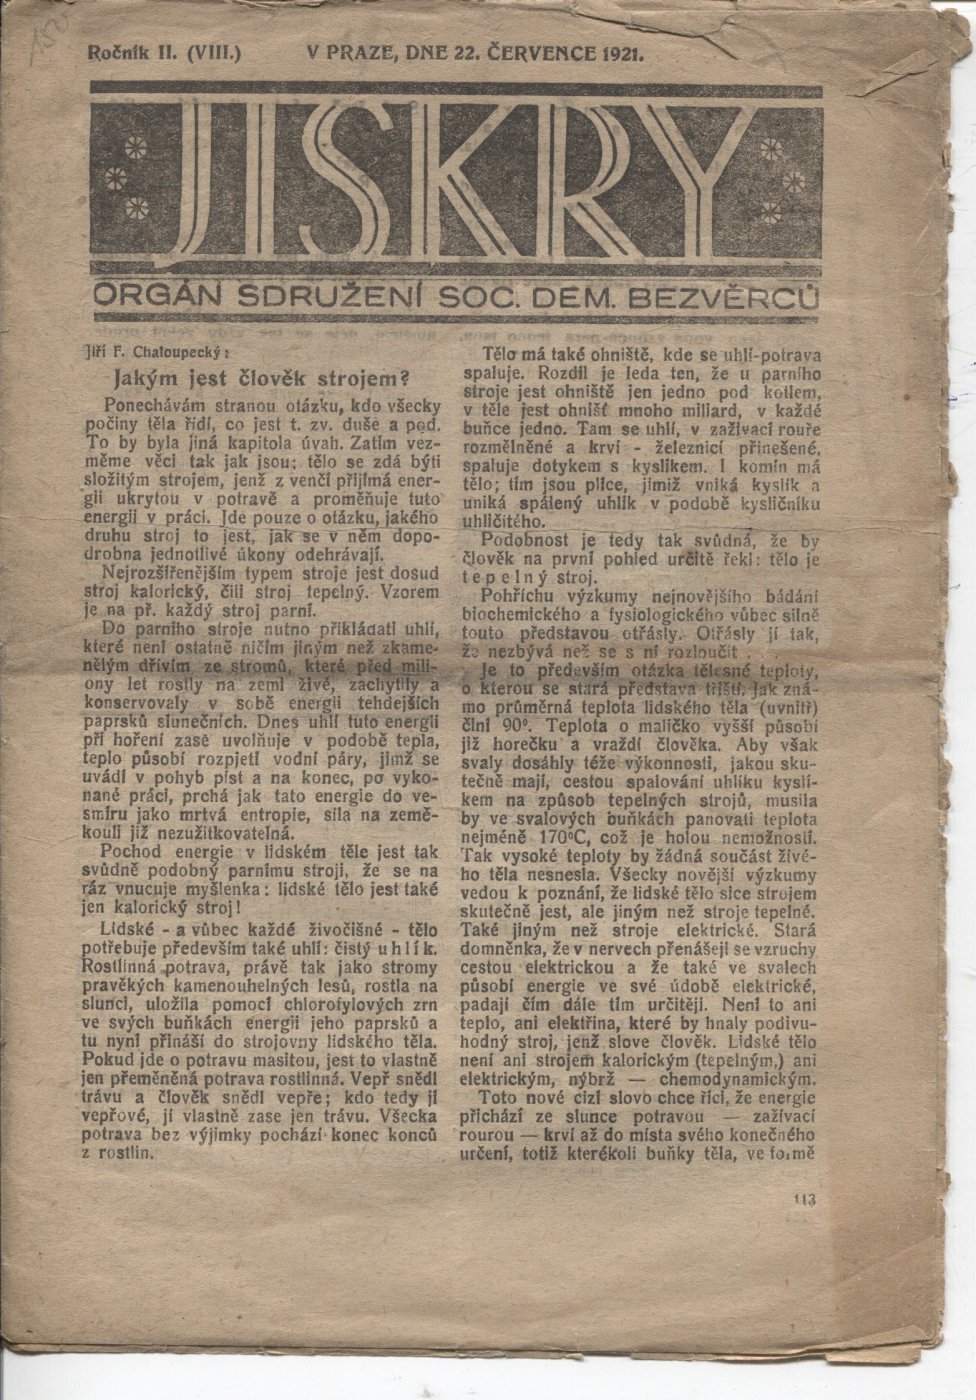 Ročník II. (VIII.) V PRAZE, DNE 22. ČERVENCE 1921.
JISKRY
ORGÁN SDRUŽENÍ SOC. DEM. BEZVĚRCŮ
Jiří F. Chaloupecký:
Jakým jest člověk strojem?
Ponechávám stranou otázku, kdo všecky
počiny těla řídí, co jest t. zv. duše a pod.
To by byla jiná kapitola úvah. Zatím vez-
měme věci tak jak jsou: tělo se zdá býti
složitým strojem, jenž z venčí přijímá ener-
gii ukrytou v potravě a proměňuje tuto
energii v práci. Jde pouze o otázku, jakého
druhu stroj to jest, jak se v něm dopo-
drobna jednotlivé úkony odehrávají.
Nejrozšířenějším typem stroje jest dosud
stroj kalorický, čili stroj tepelný. Vzorem
je na př. každý stroj parní.
Do parního stroje nutno přikládati uhlí,
které není ostatně ničím jiným než zkame-
nělým dřívím ze stromů, které před mili-
ony let rostly na zemi živé, zachytily a
konservovaly v sobě energii tehdejších
paprsků slunečních. Dnes uhlí tuto energii
při hoření zase uvolňuje v podobě tepla,
teplo působí rozpjetí vodní páry, jímž se
uvádí v pohyb píst a na konec, po vyko-
nané práci, prchá jak tato energie do ve-
smíru jako mrtvá entropie, síla na země-
kouli již nezužitkovatelná.
Pochod energie v lidském těle jest tak
svůdně podobný parnímu stroji, že se na
ráz vnucuje myšlenka: lidské tělo jest také
jen kalorický stroj!
Lidské - a vůbec každé živočišné - tělo
potřebuje především také uhlí: čistý uhlík.
Rostlinná potrava, právě tak jako stromy
pravěkých kamenouhelných lesů, rostla na
slunci, uložila pomocí chlorofylových zrn
ve svých buňkách energii jeho paprsků a
tu nyní přináší do strojovny lidského těla.
Pokud jde o potravu masitou, jest to vlastně
jen přeměněná potrava rostlinná. Vepř snědl
trávu a člověk snědl vepře; kdo tedy jí
vepřové, jí vlastně zase jen trávu. Všecka
potrava bez výjimky pochází konec konců
z rostlin.
Tělo má také ohniště, kde se uhlí-potrava
spaluje. Rozdíl je leda ten, že u parního
stroje jest ohniště jen jedno pod kotlem,
v těle jest ohnišť mnoho miliard, v každé
buňce jedno. Tam se uhlí, v zažívací rouře
rozmělněné a krví - železnicí přinešené,
spaluje dotykem s kyslíkem. I komín má
tělo; tím jsou plíce, jimiž vniká kyslík a
uniká spálený uhlík v podobě kysličníku
uhličitého.
Podobnost je tedy tak svůdná, že by
člověk na první pohled určitě řekl: tělo je
tepelný stroj.
Pohříchu výzkumy nejnovějšího bádání
biochemického a fysiologického vůbec silně
touto představou otřásly. Otřásly jí tak,
že nezbývá než se s ní rozloučit . . .
Je to především otázka tělesné teploty,
o kterou se stará představa tříští. Jak zná-
mo průměrná teplota lidského těla (uvnitř)
činí 90°. Teplota o maličko vyšší působí
již horečku a vraždí člověka. Aby však
svaly dosáhly téže výkonnosti, jakou sku-
tečně mají, cestou spalování uhlíku kyslí-
kem na způsob tepelných strojů, musila
by ve svalových buňkách panovati teplota
nejméně 170°C, což je holou nemožností.
Tak vysoké teploty by žádná součást živé-
ho těla nesnesla. Všecky novější výzkumy
vedou k poznání, že lidské tělo sice strojem
skutečně jest, ale jiným než stroje tepelné.
Také jiným než stroje elektrické. Stará
domněnka, že v nervech přenášejí se vzruchy
cestou elektrickou a že také ve svalech
působí energie ve své údobě elektrické,
padají čím dále tím určitěji. Není to ani
teplo, ani elektřina, které by hnaly podivu-
hodný stroj, jenž slove člověk. Lidské tělo
není ani strojem kalorickým (tepelným,) ani
elektrickým, nýbrž — chemodynamickým.
Toto nové cizí slovo chce říci, že energie
přichází ze slunce potravou — zažívací
rourou — krví až do místa svého konečného
určení, totiž kterékoli buňky těla, ve formě
113